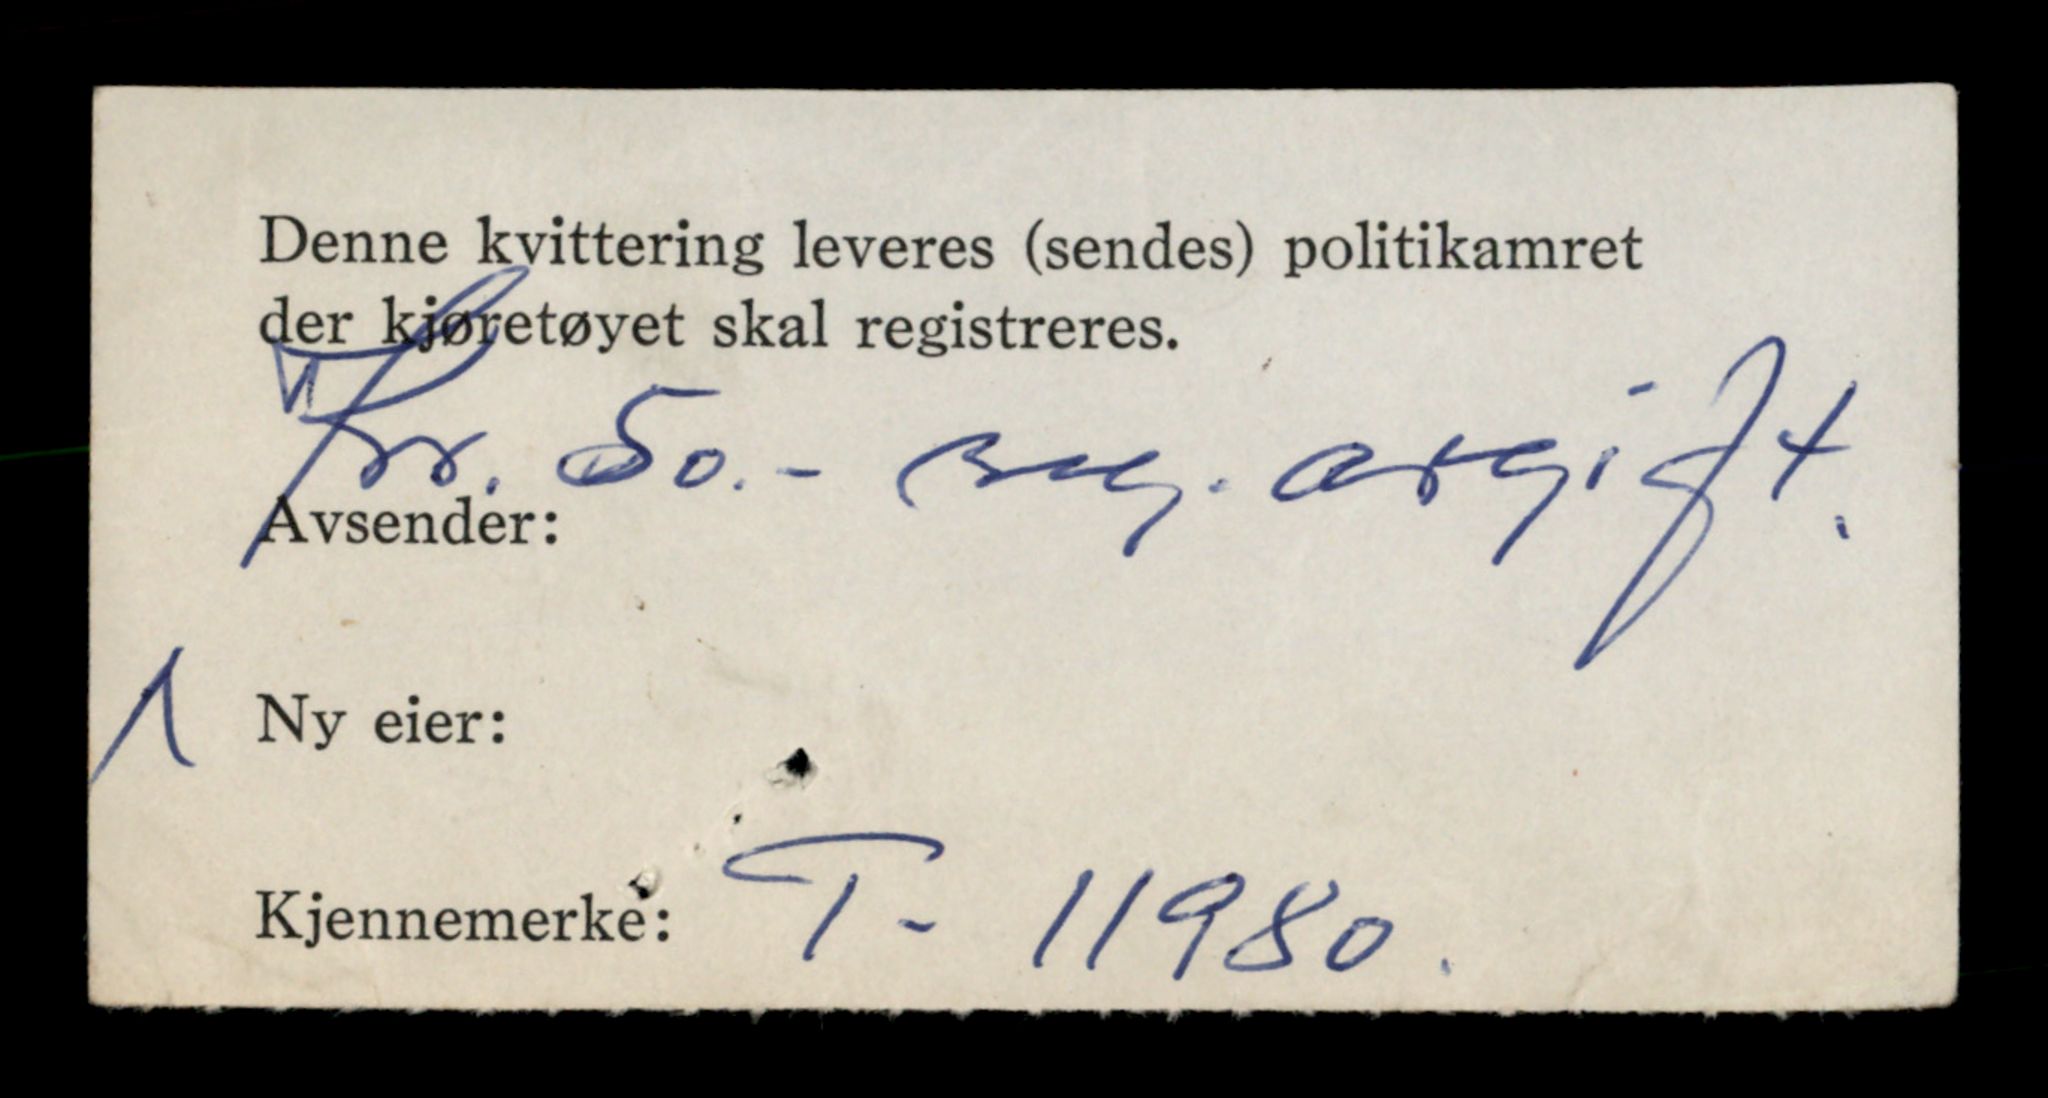 Denne kvittering leveres (sendes) politikamret
der kjøretøyet skal registreres.
Kr. 50.- reg. avgift.
Avsender:
Ny eier:
Kjennemerke: T- 11980.